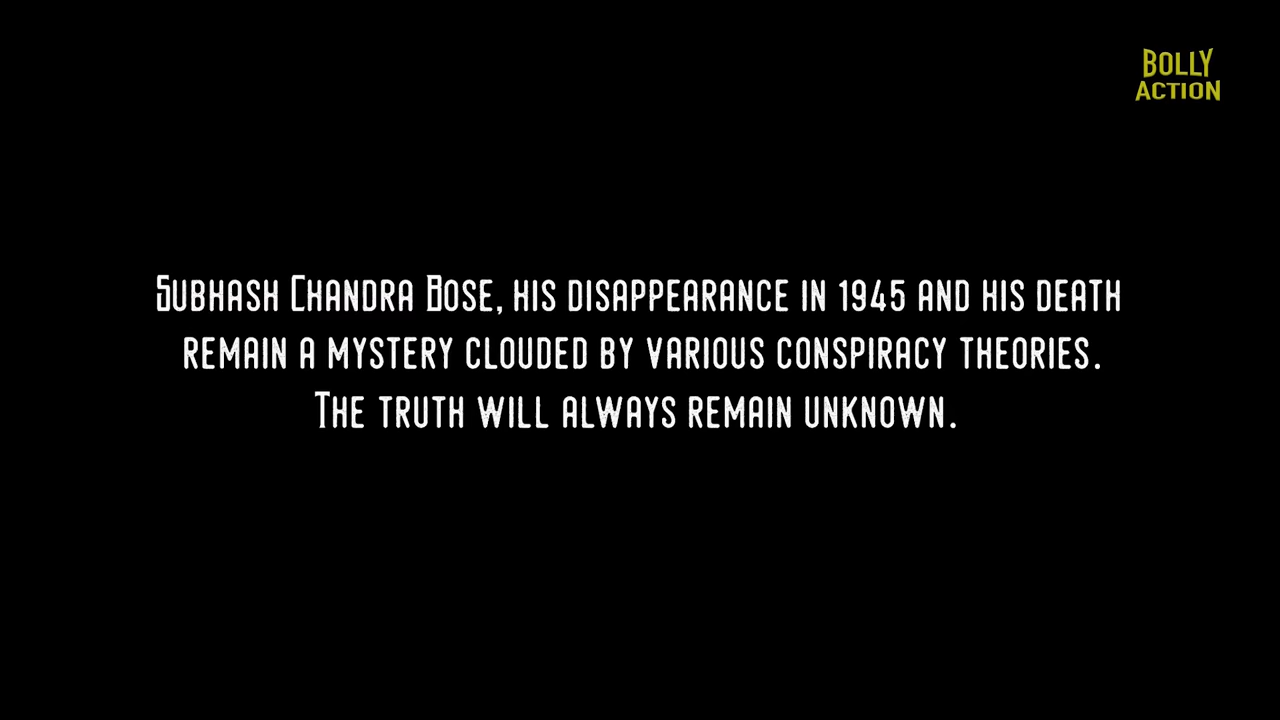 BOLLY
ACTION
SUBHASH CHANDRA BOSE, HIS DISAPPEARANCE IN 1945 AND HIS DEATH
REMAIN A MYSTERY CLOUDED BY VARIOUS CONSPIRACY THEORIES.
THE TRUTH WILL ALWAYS REMAIN UNKNOWN.